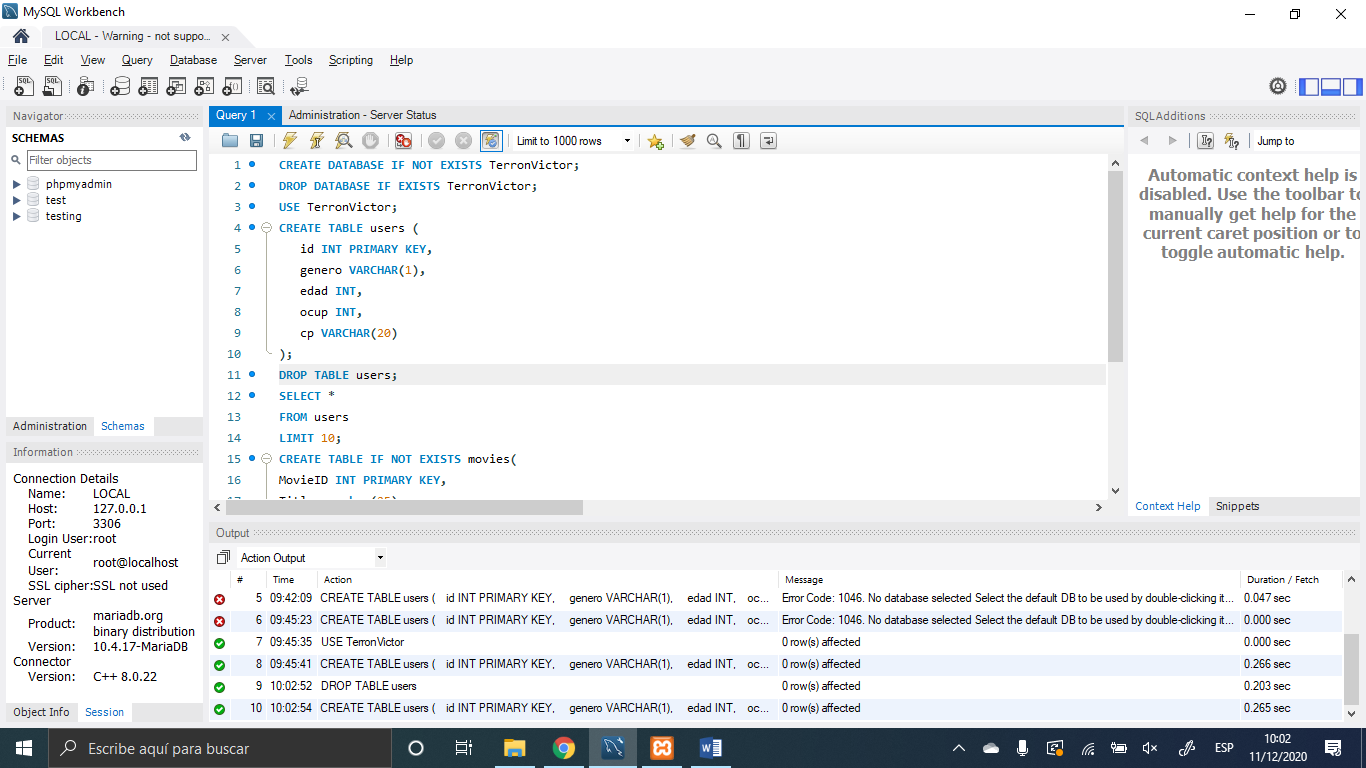 MySQL Workbench
LOCAL - Warning - not suppo...
File Edit View Query Database Server Tools Scripting Help
Navigator
SCHEMAS
Filter objects
phpmyadmin
test
testing
Administration Schemas
Information
Connection Details
Name: LOCAL
Host: 127.0.0.1
Port: 3306
Login User: root
Current User: root@localhost
SSL cipher: SSL not used
Server
Product: mariadb.org binary distribution
Version: 10.4.17-MariaDB
Connector
Version: C++ 8.0.22
Object Info Session
Query 1 Administration - Server Status
Limit to 1000 rows
1 CREATE DATABASE IF NOT EXISTS TerronVictor;
2 DROP DATABASE IF EXISTS TerronVictor;
3 USE TerronVictor;
4 CREATE TABLE users (
5 id INT PRIMARY KEY,
6 genero VARCHAR(1),
7 edad INT,
8 ocup INT,
9 cp VARCHAR(20)
10 );
11 DROP TABLE users;
12 SELECT *
13 FROM users
14 LIMIT 10;
15 CREATE TABLE IF NOT EXISTS movies(
16 MovieID INT PRIMARY KEY,
SQLAdditions
Jump to
Automatic context help is
disabled. Use the toolbar to
manually get help for the
current caret position or to
toggle automatic help.
Context Help Snippets
Output
Action Output
# Time Action Message Duration / Fetch
5 09:42:09 CREATE TABLE users ( id INT PRIMARY KEY, genero VARCHAR(1), edad INT, oc... Error Code: 1046. No database selected Select the default DB to be used by double-clicking it... 0.047 sec
6 09:45:23 CREATE TABLE users ( id INT PRIMARY KEY, genero VARCHAR(1), edad INT, oc... Error Code: 1046. No database selected Select the default DB to be used by double-clicking it... 0.000 sec
7 09:45:35 USE TerronVictor 0 row(s) affected 0.000 sec
8 09:45:41 CREATE TABLE users ( id INT PRIMARY KEY, genero VARCHAR(1), edad INT, oc... 0 row(s) affected 0.266 sec
9 10:02:52 DROP TABLE users 0 row(s) affected 0.203 sec
10 10:02:54 CREATE TABLE users ( id INT PRIMARY KEY, genero VARCHAR(1), edad INT, oc... 0 row(s) affected 0.265 sec
Escribe aquí para buscar
ESP
10:02
11/12/2020